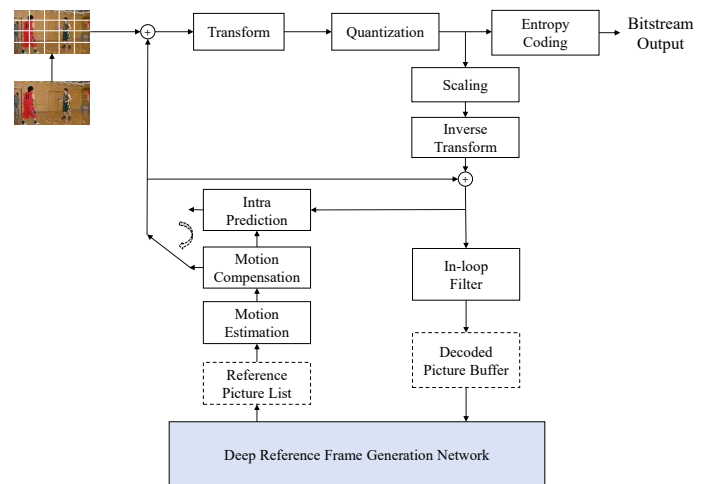 +
Transform
Quantization
Entropy
Coding
Bitstream
Output
Scaling
Inverse
Transform
+
Intra
Prediction
Motion
Compensation
In-loop
Filter
Motion
Estimation
Decoded
Picture Buffer
Reference
Picture List
Deep Reference Frame Generation Network